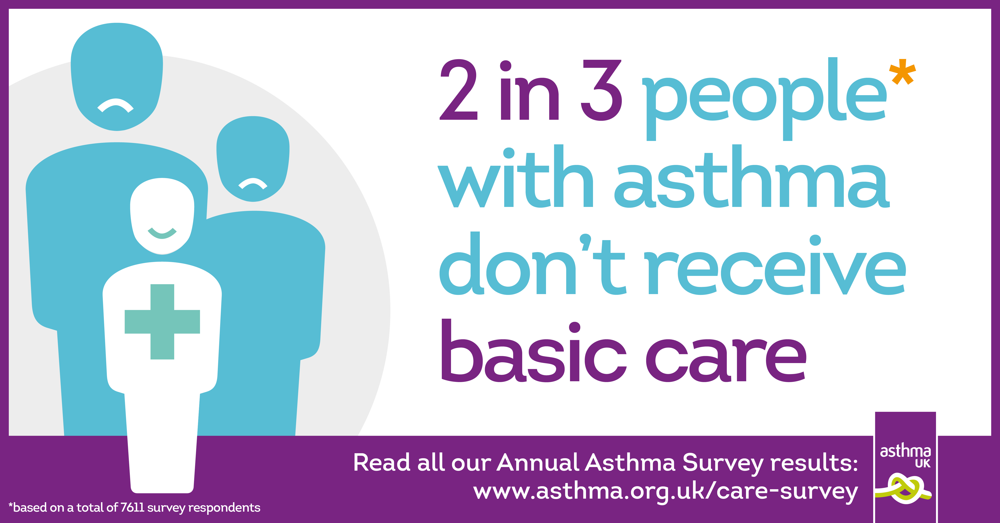 2 in 3 people*
with asthma
don't receive
basic care
Read all our Annual Asthma Survey results:
www.asthma.org.uk/care-survey
asthma
UK
*based on a total of 7611 survey respondents